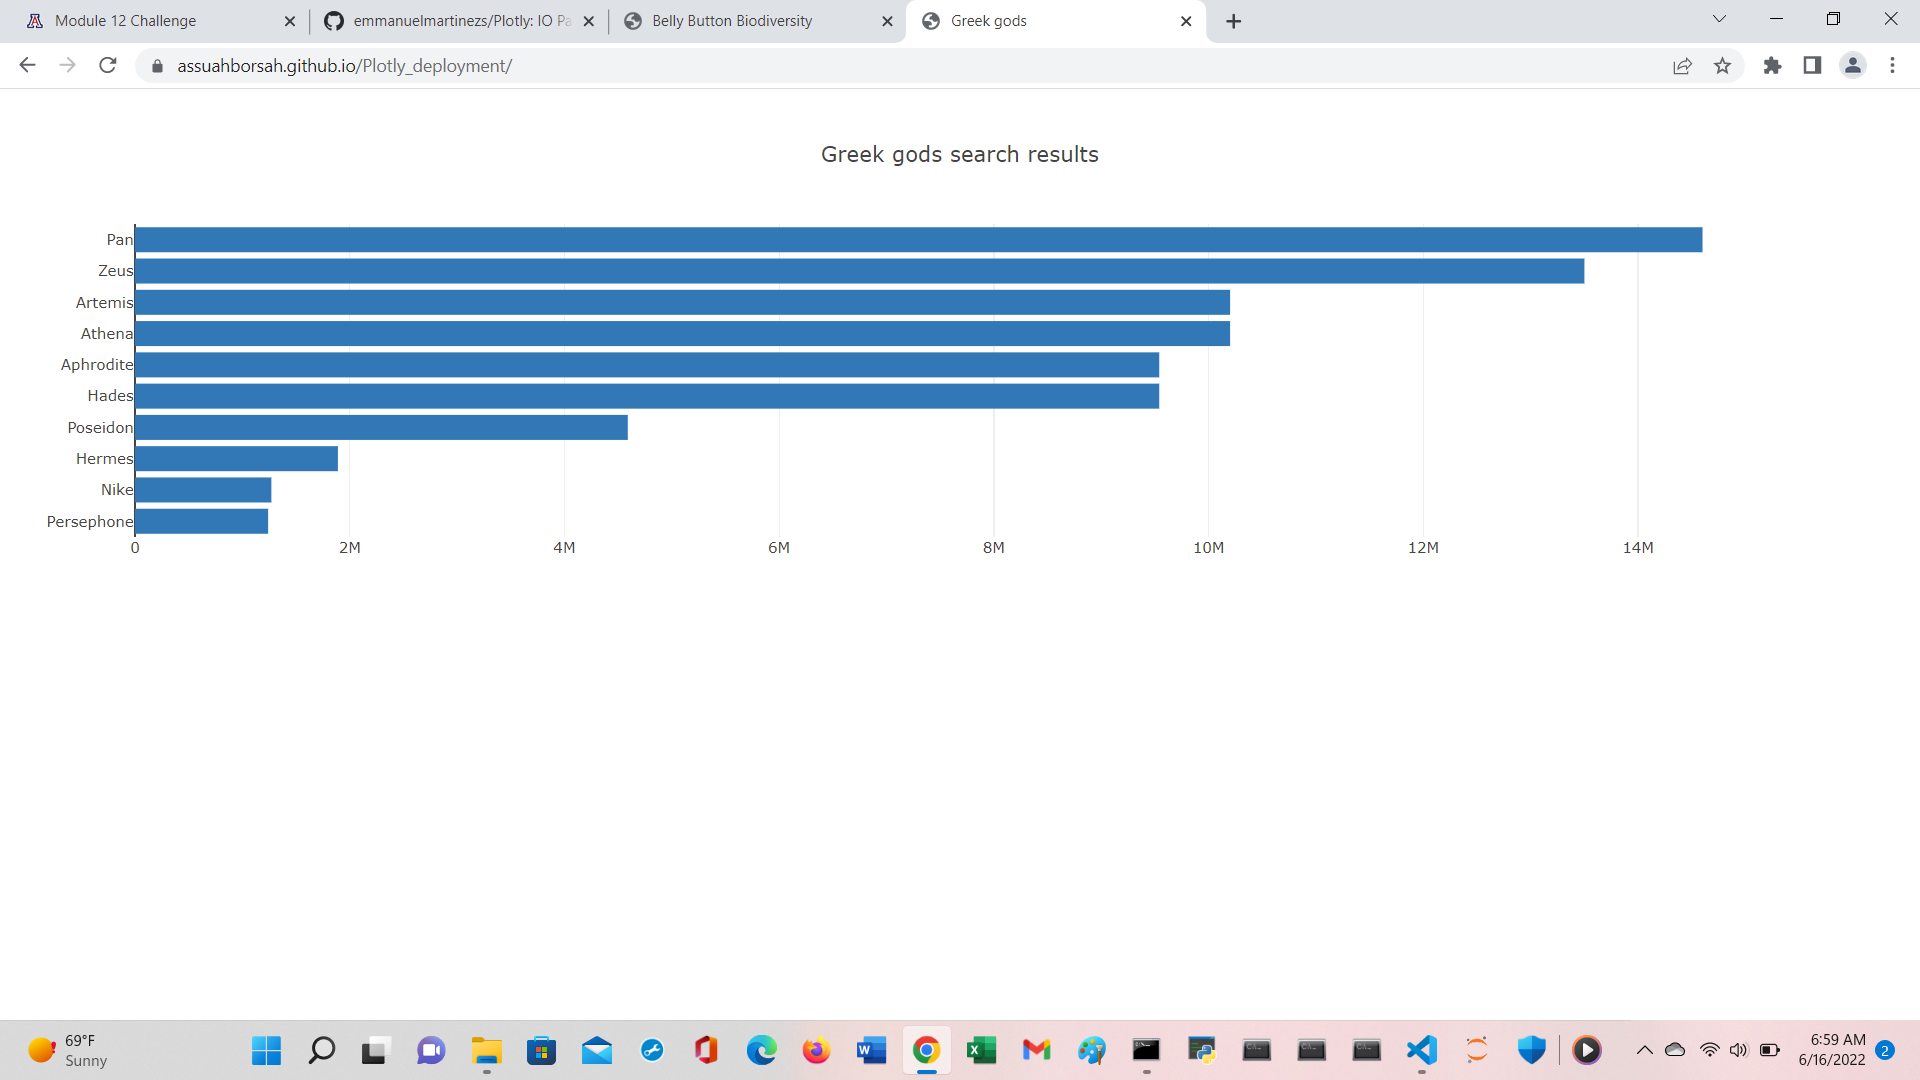 Module 12 Challenge
emmanuelmartinezs/Plotly: IO Pa
Belly Button Biodiversity
Greek gods
assuahborsah.github.io/Plotly_deployment/
Greek gods search results
Pan
Zeus
Artemis
Athena
Aphrodite
Hades
Poseidon
Hermes
Nike
Persephone
0 2M 4M 6M 8M 10M 12M 14M
69°F
Sunny
6:59 AM
6/16/2022
2